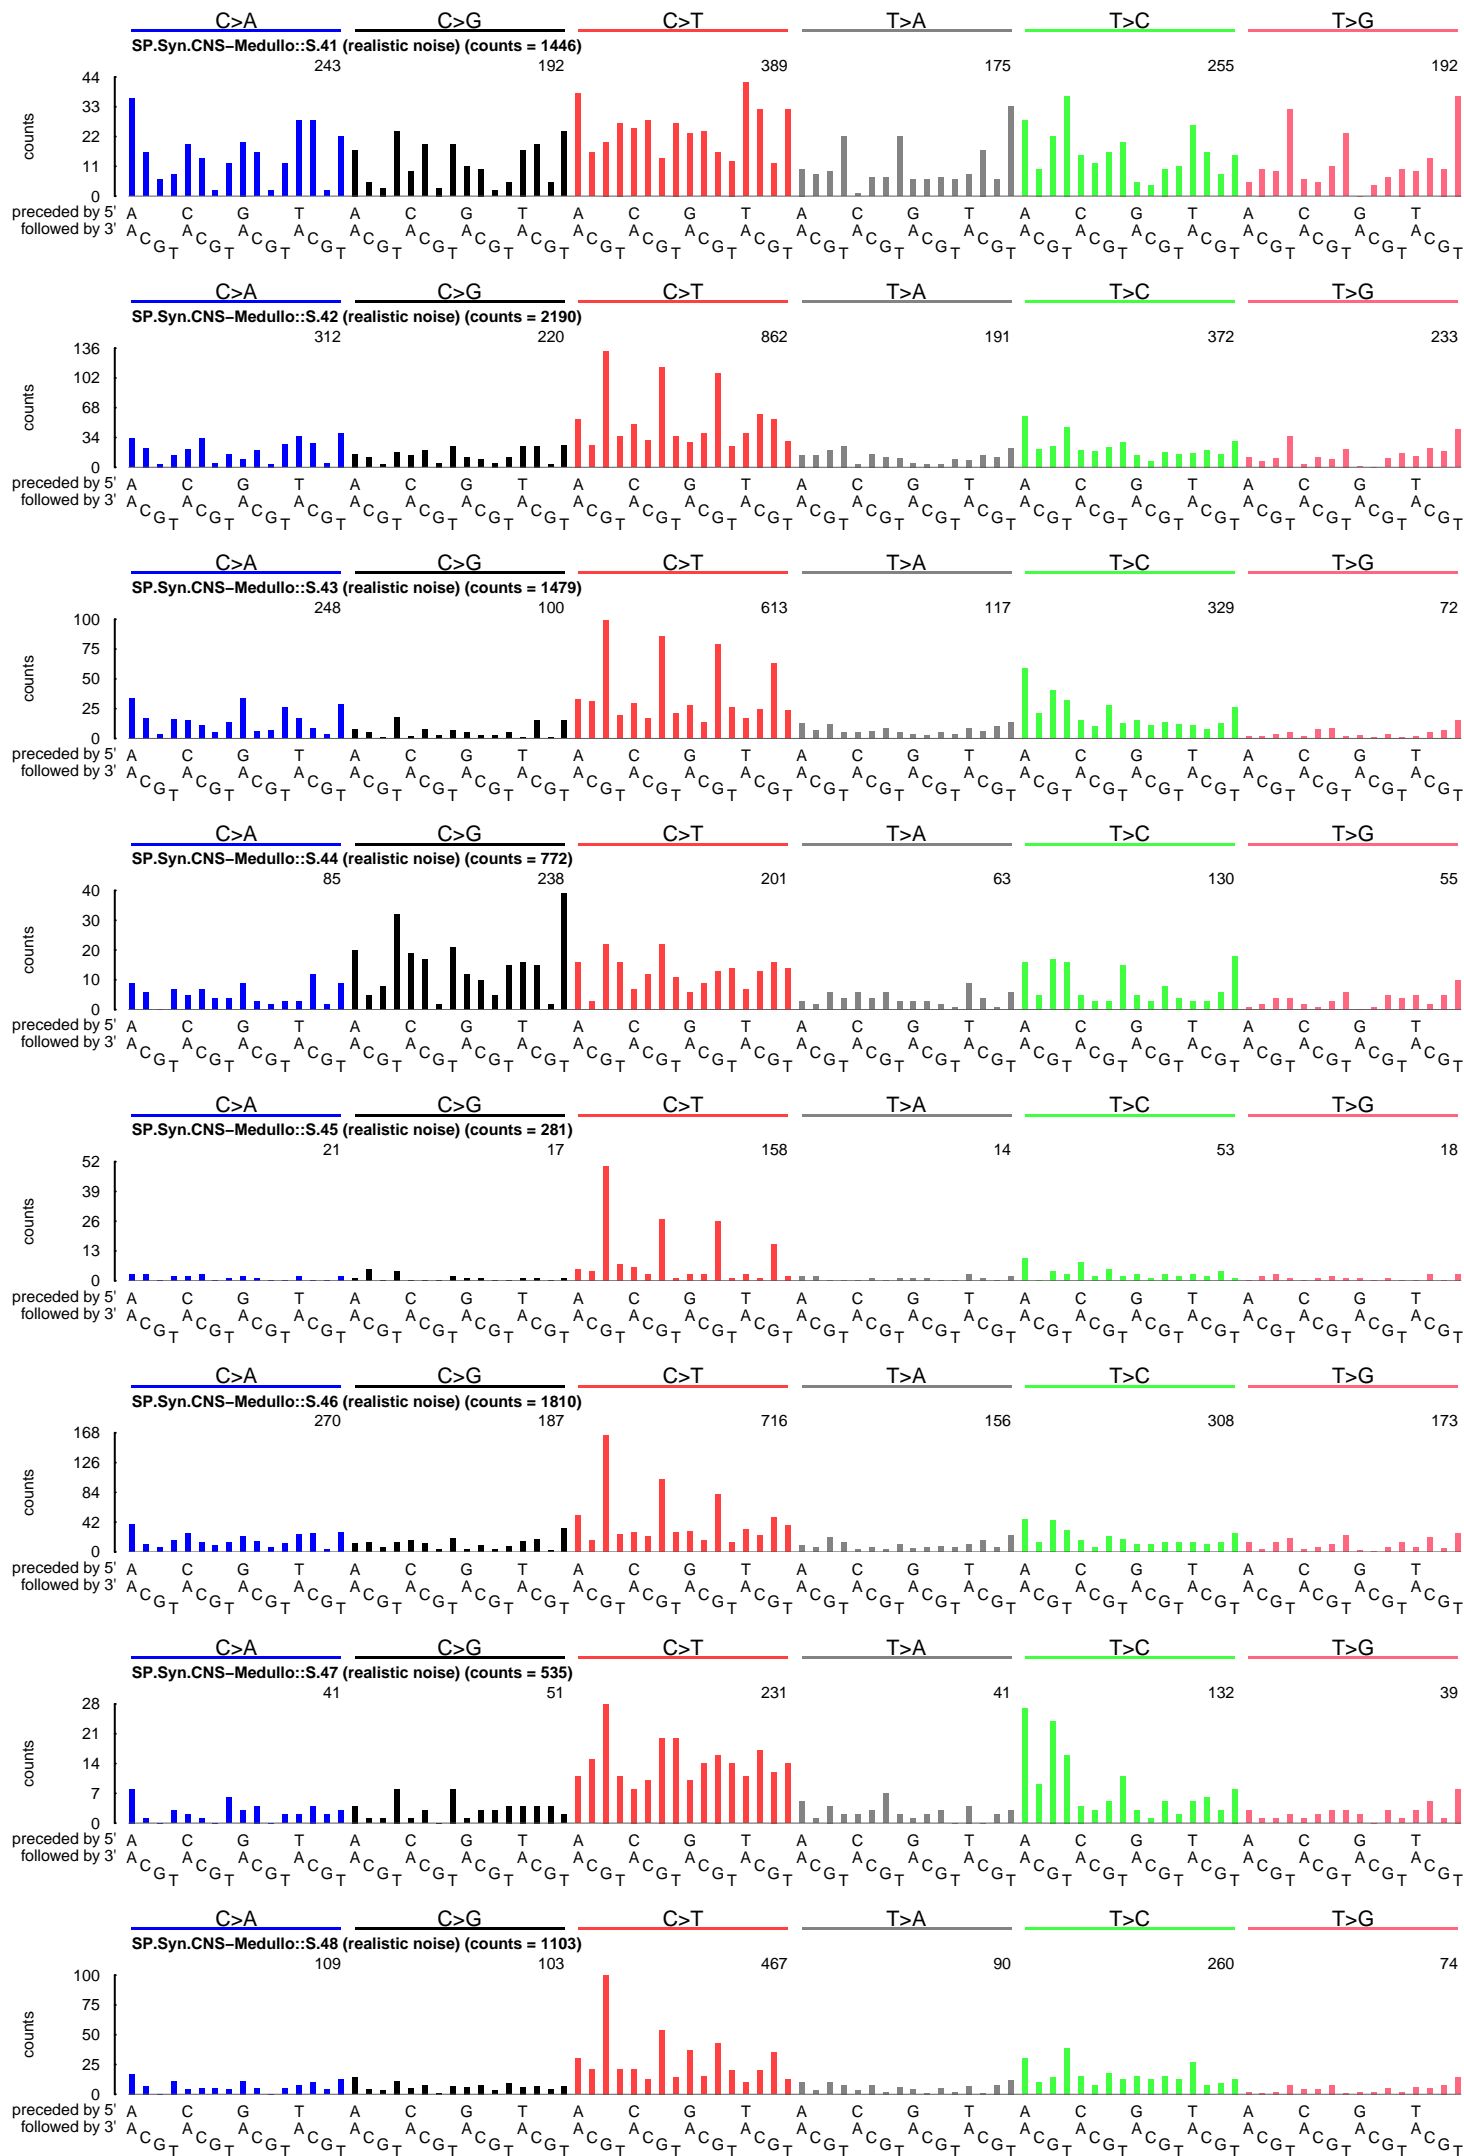 C>A C>G C>T T>A T>C T>G
SP.Syn.CNS−Medullo::S.41 (realistic noise) (counts = 1446)
243 192 389 175 255 192
44
33
22
11
0
counts
preceded by 5' A C G T A C G T A C G T A C G T A C G T A C G T
followed by 3' A C G T A C G T A C G T A C G T A C G T A C G T A C G T A C G T A C G T A C G T A C G T A C G T A C G T A C G T A C G T A C G T A C G T A C G T A C G T A C G T A C G T A C G T A C G T A C G T
C>A C>G C>T T>A T>C T>G
SP.Syn.CNS−Medullo::S.42 (realistic noise) (counts = 2190)
312 220 862 191 372 233
136
102
68
34
0
counts
preceded by 5' A C G T A C G T A C G T A C G T A C G T A C G T
followed by 3' A C G T A C G T A C G T A C G T A C G T A C G T A C G T A C G T A C G T A C G T A C G T A C G T A C G T A C G T A C G T A C G T A C G T A C G T A C G T A C G T A C G T A C G T A C G T A C G T
C>A C>G C>T T>A T>C T>G
SP.Syn.CNS−Medullo::S.43 (realistic noise) (counts = 1479)
248 100 613 117 329 72
100
75
50
25
0
counts
preceded by 5' A C G T A C G T A C G T A C G T A C G T A C G T
followed by 3' A C G T A C G T A C G T A C G T A C G T A C G T A C G T A C G T A C G T A C G T A C G T A C G T A C G T A C G T A C G T A C G T A C G T A C G T A C G T A C G T A C G T A C G T A C G T A C G T
C>A C>G C>T T>A T>C T>G
SP.Syn.CNS−Medullo::S.44 (realistic noise) (counts = 772)
85 238 201 63 130 55
40
30
20
10
0
counts
preceded by 5' A C G T A C G T A C G T A C G T A C G T A C G T
followed by 3' A C G T A C G T A C G T A C G T A C G T A C G T A C G T A C G T A C G T A C G T A C G T A C G T A C G T A C G T A C G T A C G T A C G T A C G T A C G T A C G T A C G T A C G T A C G T A C G T
C>A C>G C>T T>A T>C T>G
SP.Syn.CNS−Medullo::S.45 (realistic noise) (counts = 281)
21 17 158 14 53 18
52
39
26
13
0
counts
preceded by 5' A C G T A C G T A C G T A C G T A C G T A C G T
followed by 3' A C G T A C G T A C G T A C G T A C G T A C G T A C G T A C G T A C G T A C G T A C G T A C G T A C G T A C G T A C G T A C G T A C G T A C G T A C G T A C G T A C G T A C G T A C G T A C G T
C>A C>G C>T T>A T>C T>G
SP.Syn.CNS−Medullo::S.46 (realistic noise) (counts = 1810)
270 187 716 156 308 173
168
126
84
42
0
counts
preceded by 5' A C G T A C G T A C G T A C G T A C G T A C G T
followed by 3' A C G T A C G T A C G T A C G T A C G T A C G T A C G T A C G T A C G T A C G T A C G T A C G T A C G T A C G T A C G T A C G T A C G T A C G T A C G T A C G T A C G T A C G T A C G T A C G T
C>A C>G C>T T>A T>C T>G
SP.Syn.CNS−Medullo::S.47 (realistic noise) (counts = 535)
41 51 231 41 132 39
28
21
14
7
0
counts
preceded by 5' A C G T A C G T A C G T A C G T A C G T A C G T
followed by 3' A C G T A C G T A C G T A C G T A C G T A C G T A C G T A C G T A C G T A C G T A C G T A C G T A C G T A C G T A C G T A C G T A C G T A C G T A C G T A C G T A C G T A C G T A C G T A C G T
C>A C>G C>T T>A T>C T>G
SP.Syn.CNS−Medullo::S.48 (realistic noise) (counts = 1103)
109 103 467 90 260 74
100
75
50
25
0
counts
preceded by 5' A C G T A C G T A C G T A C G T A C G T A C G T
followed by 3' A C G T A C G T A C G T A C G T A C G T A C G T A C G T A C G T A C G T A C G T A C G T A C G T A C G T A C G T A C G T A C G T A C G T A C G T A C G T A C G T A C G T A C G T A C G T A C G T